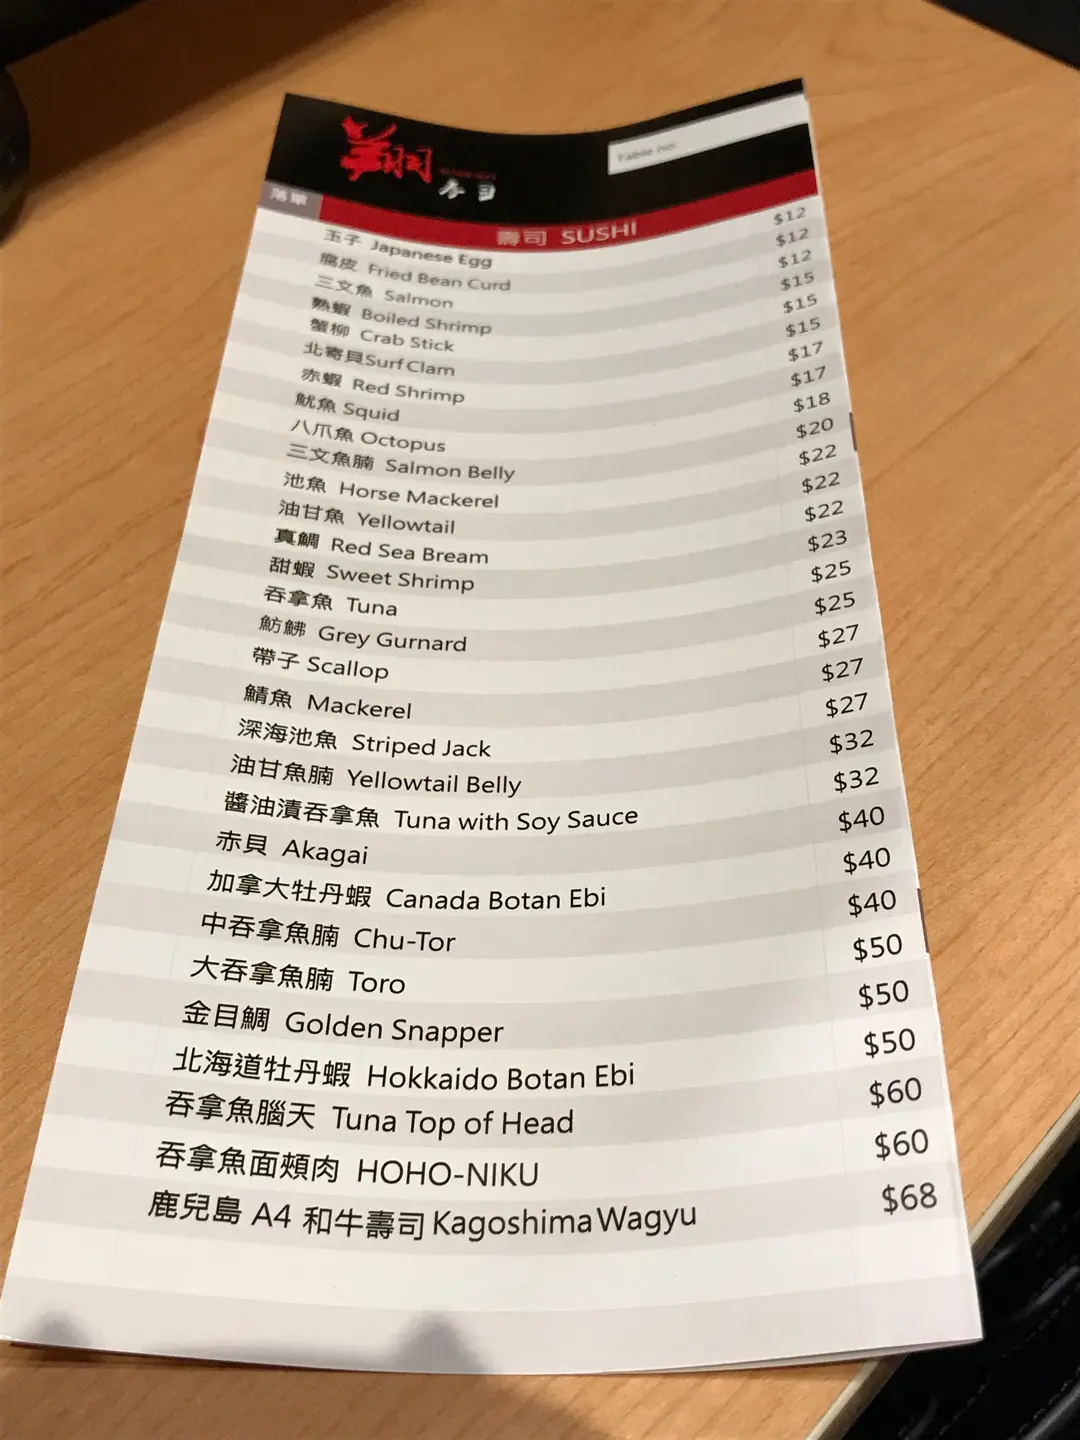 翔
今日
Table no:
落單
壽司 SUSHI
玉子 Japanese Egg $12
腐皮 Fried Bean Curd $12
三文魚 Salmon $12
熟蝦 Boiled Shrimp $15
蟹柳 Crab Stick $15
北寄貝 Surf Clam $15
赤蝦 Red Shrimp $17
魷魚 Squid $17
八爪魚 Octopus $18
三文魚腩 Salmon Belly $20
池魚 Horse Mackerel $22
油甘魚 Yellowtail $22
真鯛 Red Sea Bream $22
甜蝦 Sweet Shrimp $23
吞拿魚 Tuna $25
魴鮄 Grey Gurnard $25
帶子 Scallop $27
鯖魚 Mackerel $27
深海池魚 Striped Jack $27
油甘魚腩 Yellowtail Belly $32
醬油漬吞拿魚 Tuna with Soy Sauce $32
赤貝 Akagai $40
加拿大牡丹蝦 Canada Botan Ebi $40
中吞拿魚腩 Chu-Tor $40
大吞拿魚腩 Toro $50
金目鯛 Golden Snapper $50
北海道牡丹蝦 Hokkaido Botan Ebi $50
吞拿魚腦天 Tuna Top of Head $60
吞拿魚面頰肉 HOHO-NIKU $60
鹿兒島 A4 和牛壽司 Kagoshima Wagyu $68